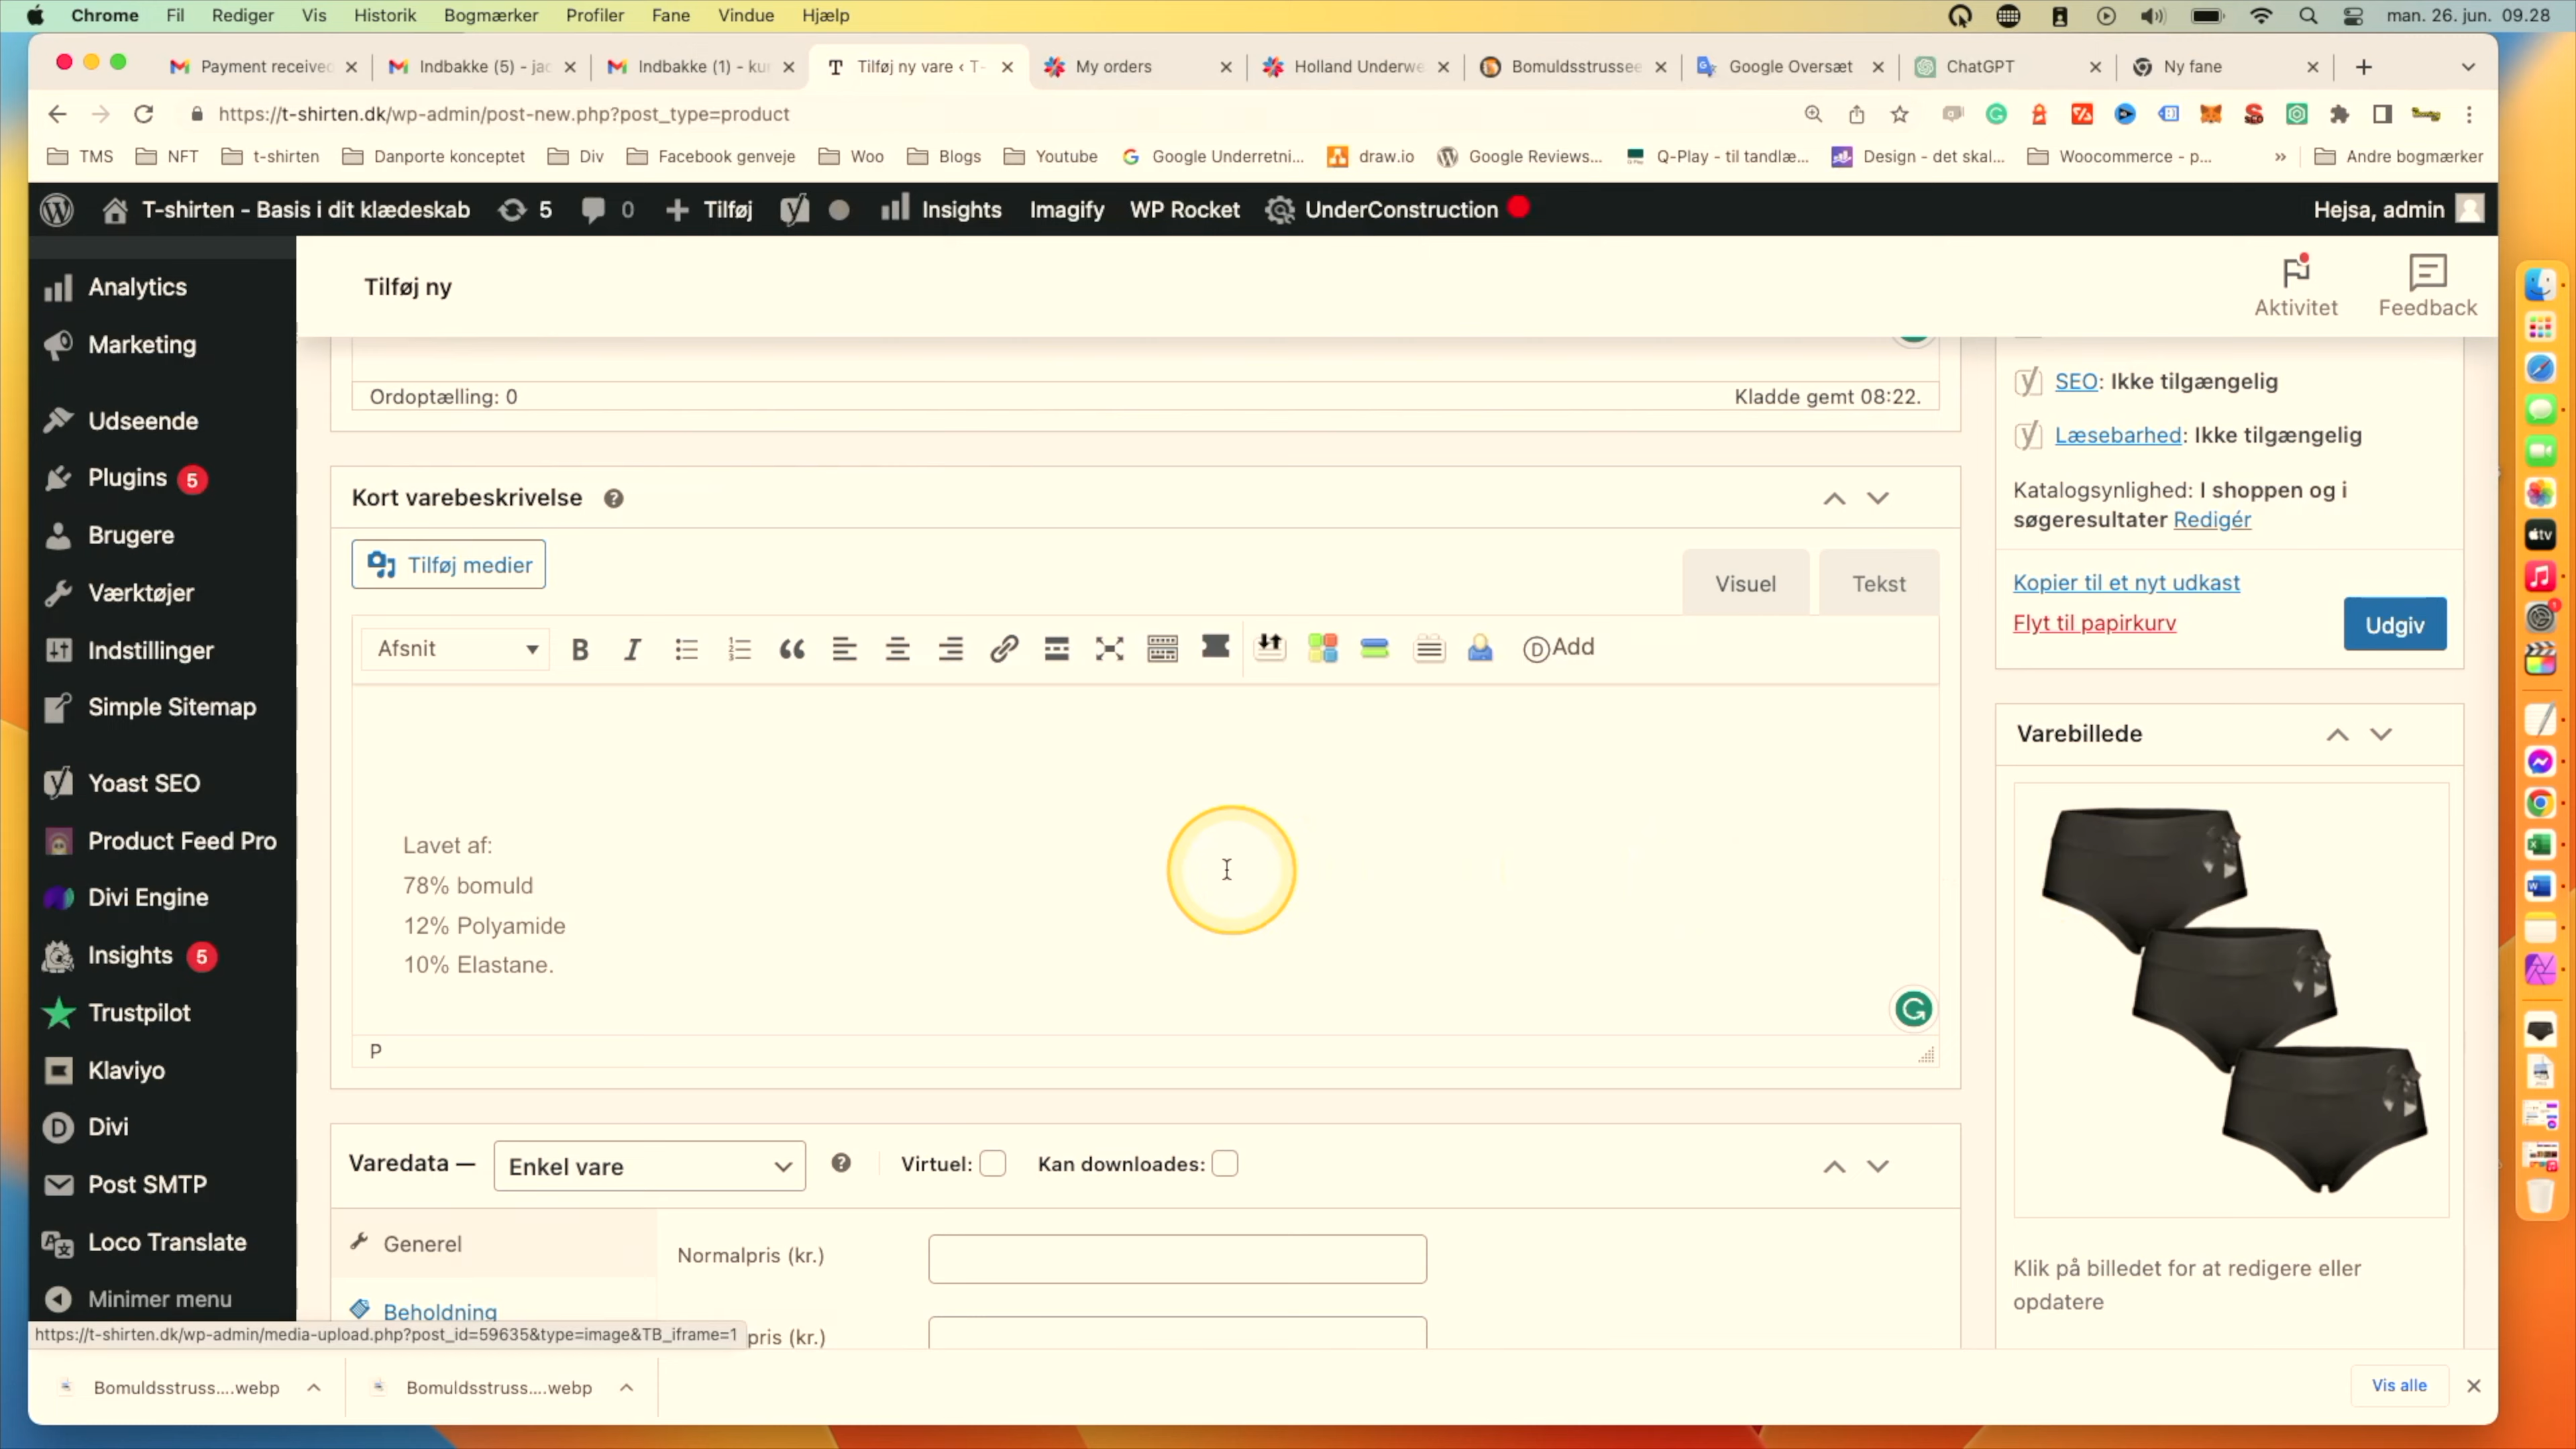 Chrome Fil Rediger Vis Historik Bogmærker Profiler Fane Vindue Hjælp man. 26. jun. 09.28
Payment received Indbakke (5) - jac Indbakke (1) - kun Tilføj ny vare ‹ T- My orders Holland Underwe Bomuldsstrussee Google Oversæt ChatGPT Ny fane
https://t-shirten.dk/wp-admin/post-new.php?post_type=product
TMS NFT t-shirten Danporte konceptet Div Facebook genveje Woo Blogs Youtube Google Underretni... draw.io Google Reviews... Q-Play - til tandlæ... Design - det skal... Woocommerce - p... » Andre bogmærker
T-shirten - Basis i dit klædeskab 5 0 Tilføj Insights Imagify WP Rocket UnderConstruction Hejsa, admin
Analytics
Marketing
Udseende
Plugins 5
Brugere
Værktøjer
Indstillinger
Simple Sitemap
Yoast SEO
Product Feed Pro
Divi Engine
Insights 5
Trustpilot
Klaviyo
Divi
Post SMTP
Loco Translate
Minimer menu
Tilføj ny
Aktivitet Feedback
Ordoptælling: 0 Kladde gemt 08:22.
Kort varebeskrivelse
Tilføj medier
Visuel Tekst
Afsnit B I Add
Lavet af:
78% bomuld
12% Polyamide
10% Elastane.
P
Varedata — Enkel vare Virtuel: Kan downloades:
Generel Normalpris (kr.)
Beholdning
pris (kr.)
SEO: Ikke tilgængelig
Læsebarhed: Ikke tilgængelig
Katalogsynlighed: I shoppen og i
søgeresultater Redigér
Kopier til et nyt udkast
Flyt til papirkurv Udgiv
Varebillede
Klik på billedet for at redigere eller
opdatere
https://t-shirten.dk/wp-admin/media-upload.php?post_id=59635&type=image&TB_iframe=1
Bomuldsstruss....webp Bomuldsstruss....webp Vis alle